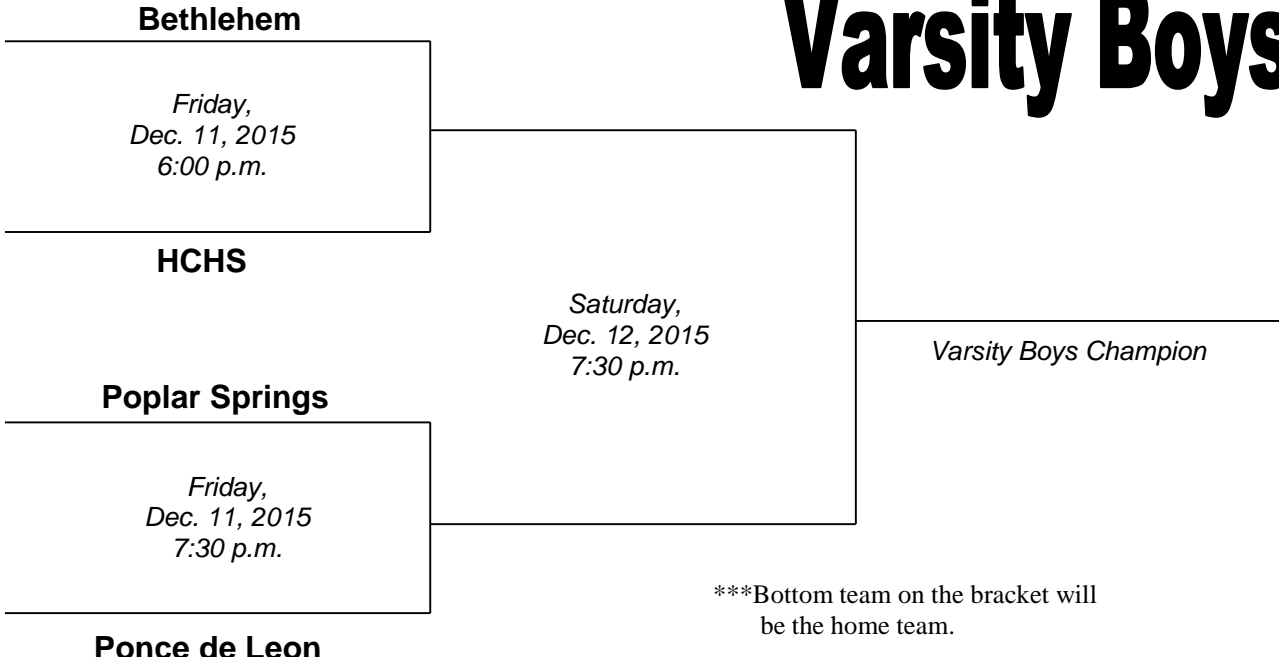 Bethlehem
Varsity Boys
Friday,
Dec. 11, 2015
6:00 p.m.
HCHS
Saturday,
Dec. 12, 2015
7:30 p.m.
Varsity Boys Champion
Poplar Springs
Friday,
Dec. 11, 2015
7:30 p.m.
***Bottom team on the bracket will
be the home team.
Ponce de Leon